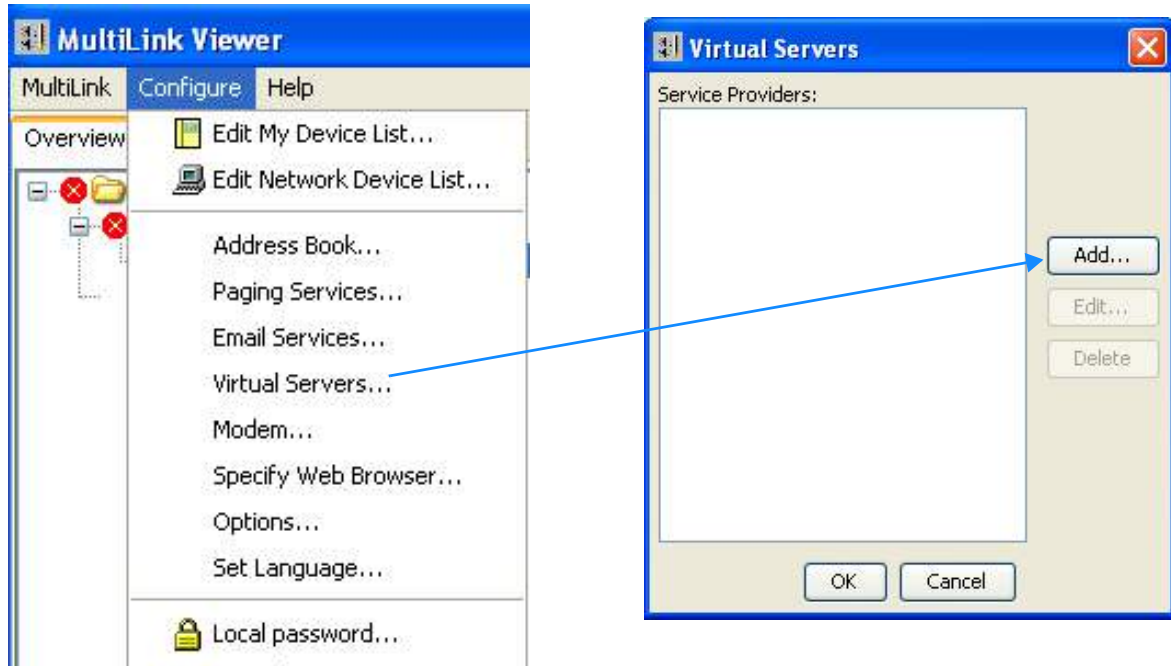 MultiLink Viewer
MultiLink Configure Help
Overview
Edit My Device List...
Edit Network Device List...
Address Book...
Paging Services...
Email Services...
Virtual Servers...
Modem...
Specify Web Browser...
Options...
Set Language...
Local password...
Virtual Servers
Service Providers:
Add...
Edit...
Delete
OK Cancel